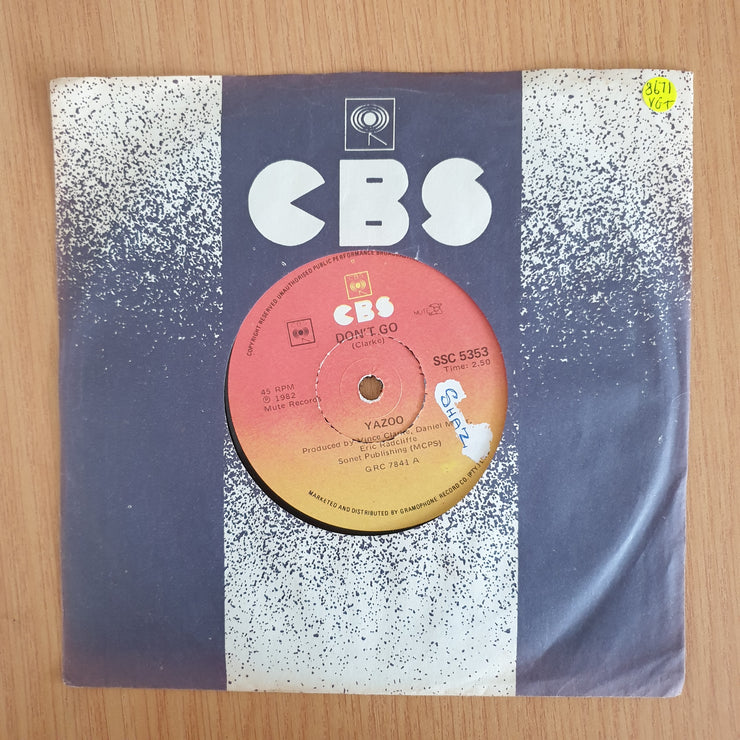 3671
VG+
CBS
COPYRIGHT RESERVED UNAUTHORISED PUBLIC PERFORMANCE
CBS
MUTE
DON'T GO
(Clarke)
SSC 5353
Time: 2.50
45 RPM
℗ 1982
Mute Records
SHAZ
YAZOO
Produced by Vince Clarke, Daniel
Eric Radcliffe
Sonet Publishing (MCPS)
GRC 7841 A
MARKETED AND DISTRIBUTED BY GRAMOPHONE RECORD CO. (PTY)